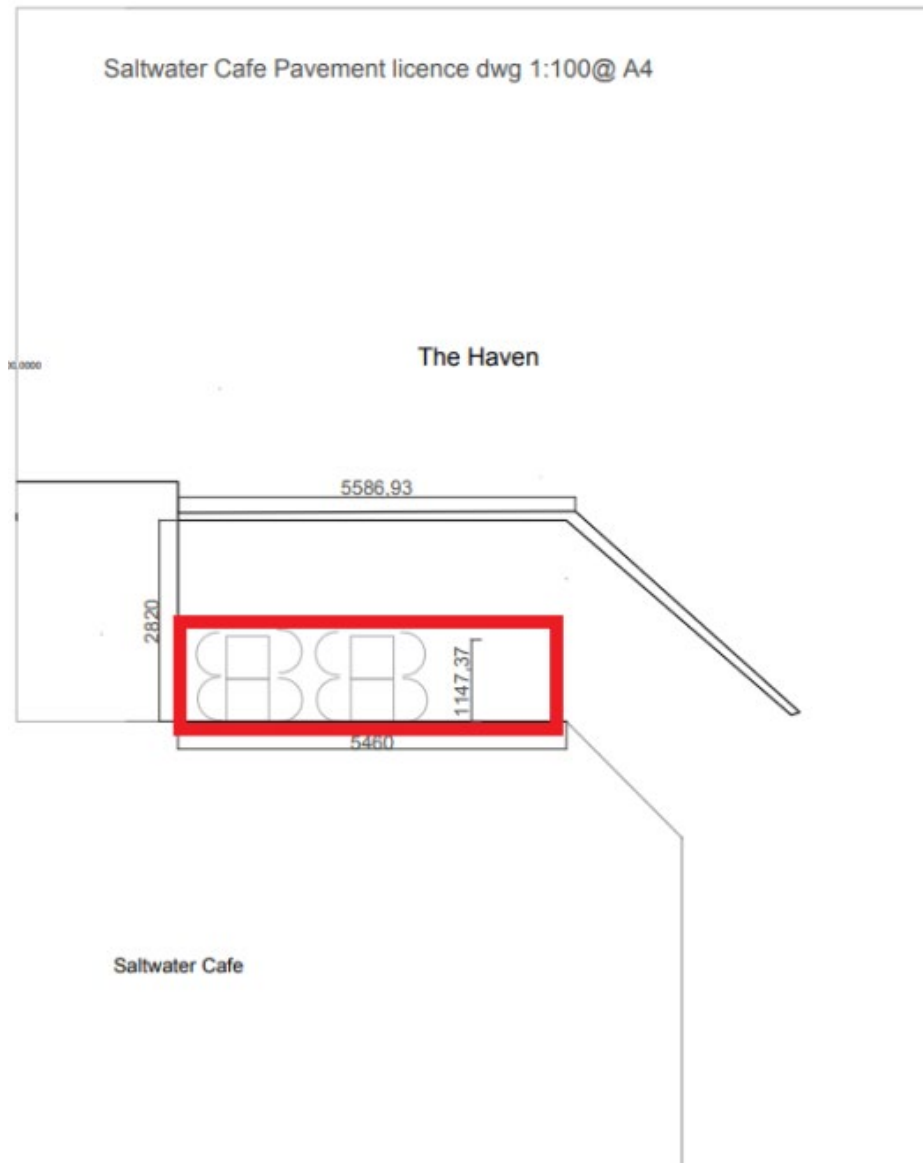 Saltwater Cafe Pavement licence dwg 1:100@ A4
The Haven
5586,93
2820
1147,37
5460
Saltwater Cafe